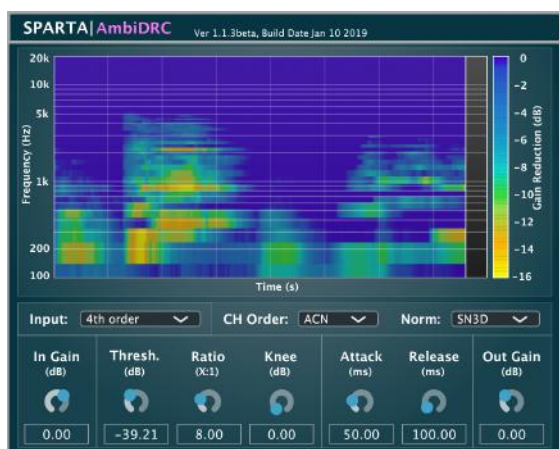 SPARTA|AmbiDRC Ver 1.1.3beta, Build Date Jan 10 2019
20k
10k
5k
1k
200
100
Frequency (Hz)
Time (s)
0
-2
-4
-6
-8
-10
-12
-14
-16
Gain Reduction (dB)
Input: 4th order CH Order: ACN Norm: SN3D
In Gain Thresh. Ratio Knee Attack Release Out Gain
(dB) (dB) (X:1) (dB) (ms) (ms) (dB)
0.00 -39.21 8.00 0.00 50.00 100.00 0.00